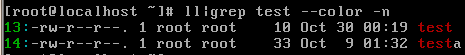 [root@localhost ~]# ll|grep test --color -n
13:-rw-r--r--. 1 root root    10 Oct 30 00:19 test
14:-rw-r--r--. 1 root root    33 Oct  9 01:32 testa